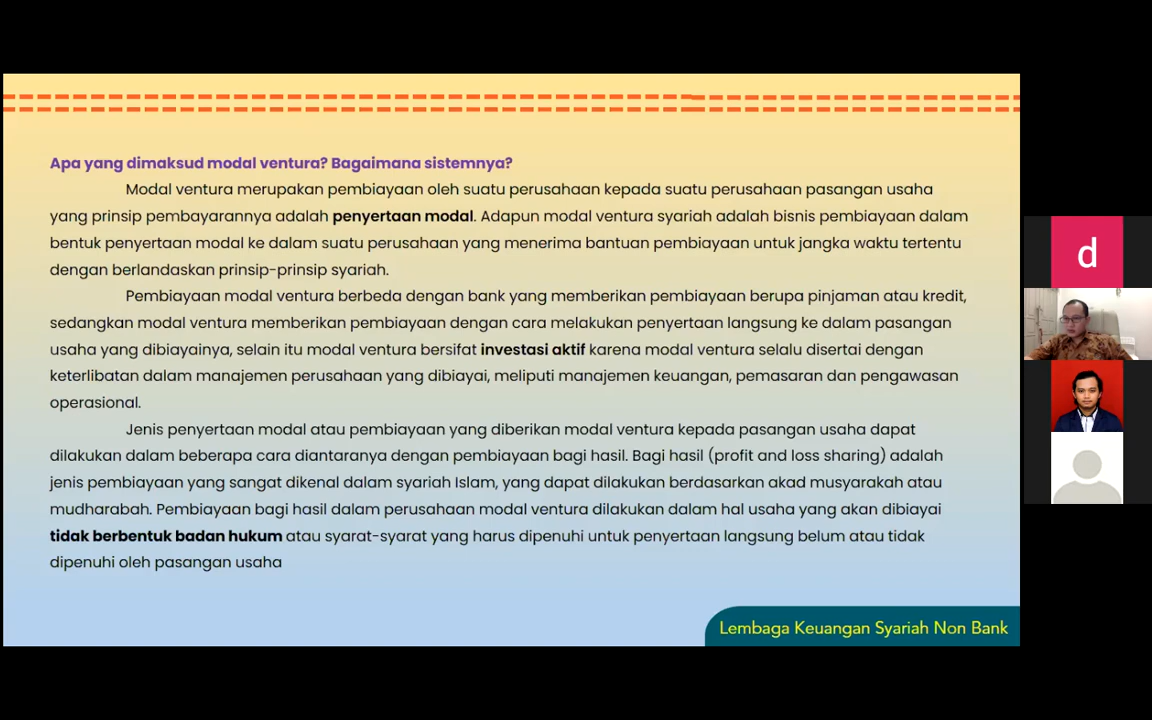 Apa yang dimaksud modal ventura? Bagaimana sistemnya?
Modal ventura merupakan pembiayaan oleh suatu perusahaan kepada suatu perusahaan pasangan usaha
yang prinsip pembayarannya adalah penyertaan modal. Adapun modal ventura syariah adalah bisnis pembiayaan dalam
bentuk penyertaan modal ke dalam suatu perusahaan yang menerima bantuan pembiayaan untuk jangka waktu tertentu
dengan berlandaskan prinsip-prinsip syariah.
Pembiayaan modal ventura berbeda dengan bank yang memberikan pembiayaan berupa pinjaman atau kredit,
sedangkan modal ventura memberikan pembiayaan dengan cara melakukan penyertaan langsung ke dalam pasangan
usaha yang dibiayainya, selain itu modal ventura bersifat investasi aktif karena modal ventura selalu disertai dengan
keterlibatan dalam manajemen perusahaan yang dibiayai, meliputi manajemen keuangan, pemasaran dan pengawasan
operasional.
Jenis penyertaan modal atau pembiayaan yang diberikan modal ventura kepada pasangan usaha dapat
dilakukan dalam beberapa cara diantaranya dengan pembiayaan bagi hasil. Bagi hasil (profit and loss sharing) adalah
jenis pembiayaan yang sangat dikenal dalam syariah Islam, yang dapat dilakukan berdasarkan akad musyarakah atau
mudharabah. Pembiayaan bagi hasil dalam perusahaan modal ventura dilakukan dalam hal usaha yang akan dibiayai
tidak berbentuk badan hukum atau syarat-syarat yang harus dipenuhi untuk penyertaan langsung belum atau tidak
dipenuhi oleh pasangan usaha
Lembaga Keuangan Syariah Non Bank
d